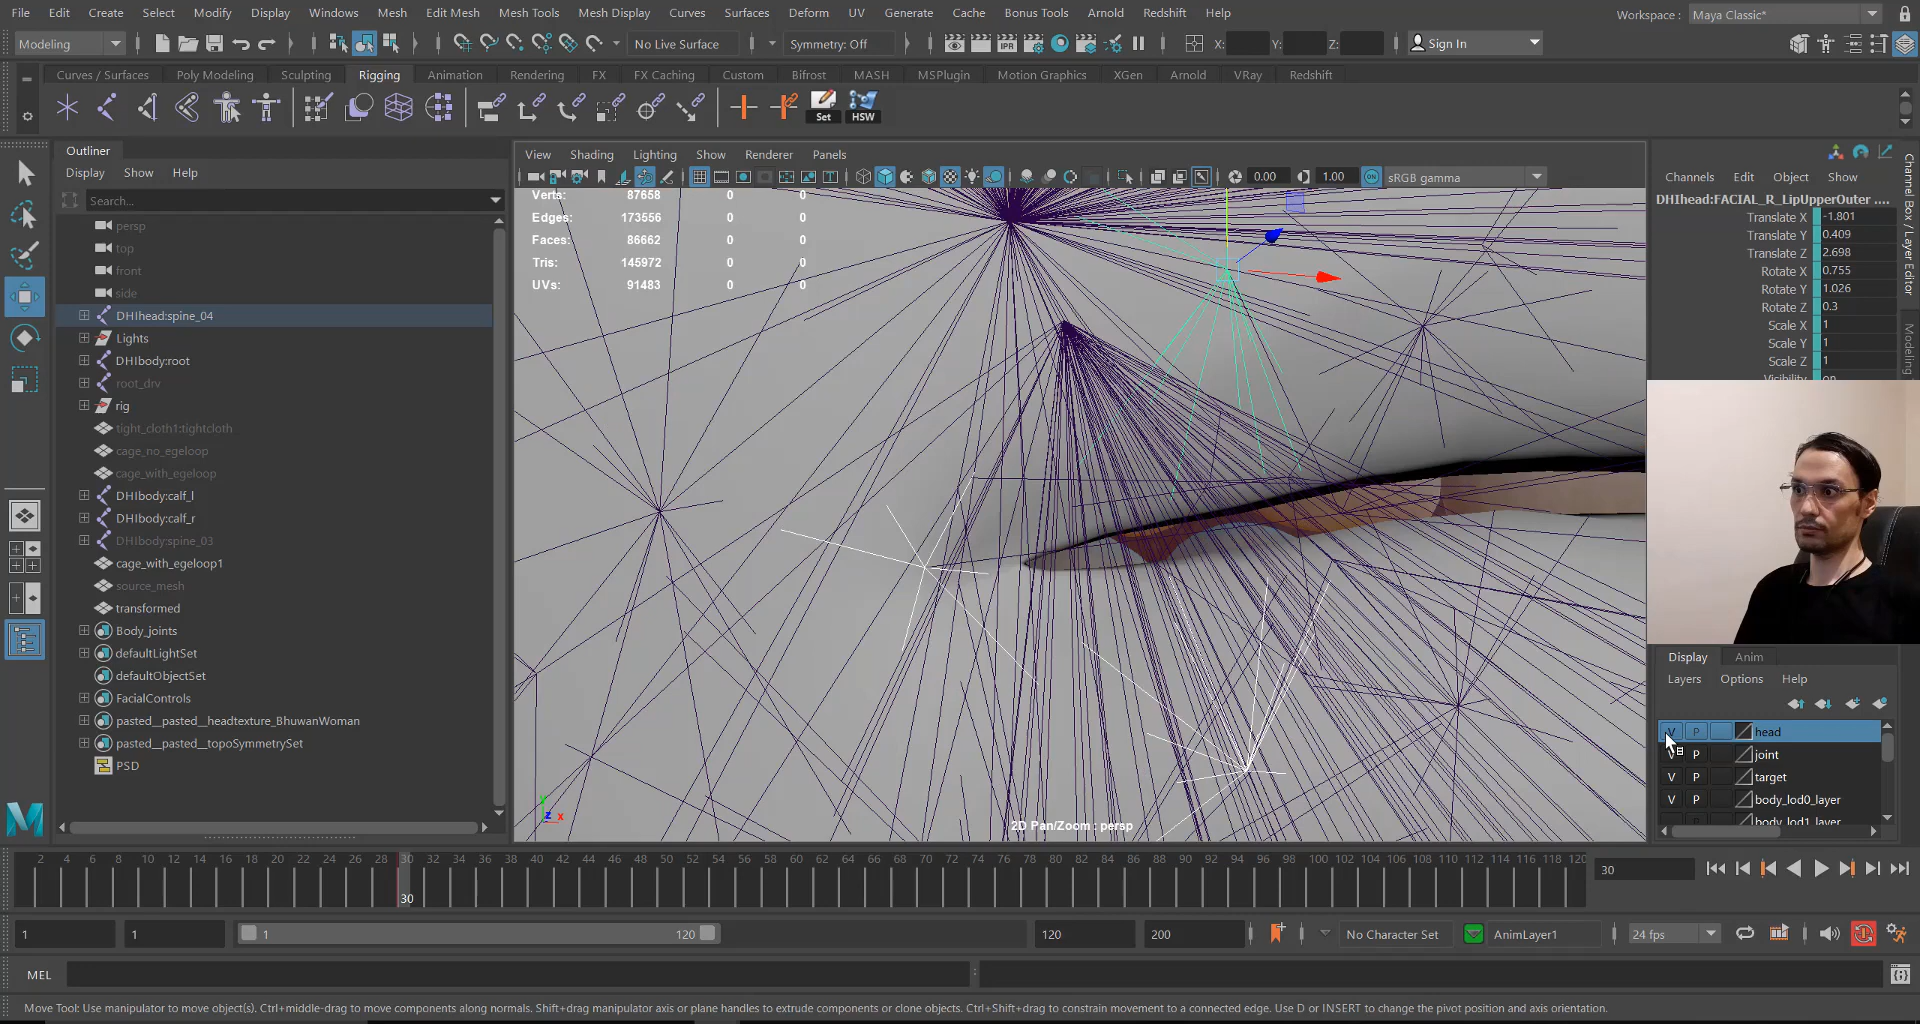 File Edit Create Select Modify Display Windows Mesh Edit Mesh Mesh Tools Mesh Display Curves Surfaces Deform UV Generate Cache Bonus Tools Arnold Redshift Help
Workspace : Maya Classic*
Modeling No Live Surface Symmetry: Off IPR X: Y: Z: Sign In
Curves / Surfaces Poly Modeling Sculpting Rigging Animation Rendering FX FX Caching Custom Bifrost MASH MSPlugin Motion Graphics XGen Arnold VRay Redshift
Set HSW
Outliner
Display Show Help
Search...
persp
top
front
side
DHIhead:spine_04
Lights
DHIbody:root
root_drv
rig
tight_cloth1:tightcloth
cage_no_egeloop
cage_with_egeloop
DHIbody:calf_l
DHIbody:calf_r
DHIbody:spine_03
cage_with_egeloop1
source_mesh
transformed
Body_joints
defaultLightSet
defaultObjectSet
FacialControls
pasted__pasted__headtexture_BhuwanWoman
pasted__pasted__topoSymmetrySet
PSD
View Shading Lighting Show Renderer Panels
0.00 1.00 ON sRGB gamma
Verts: 87658 0 0
Edges: 173556 0 0
Faces: 86662 0 0
Tris: 145972 0 0
UVs: 91483 0 0
y
z x
2D Pan/Zoom : persp
Channels Edit Object Show
DHIhead:FACIAL_R_LipUpperOuter ....
Translate X -1.801
Translate Y 0.409
Translate Z 2.698
Rotate X 0.755
Rotate Y 1.026
Rotate Z 0.3
Scale X 1
Scale Y 1
Scale Z 1
Visibility on
Channel Box / Layer Editor
Display Anim
Layers Options Help
V P head
V P joint
V P target
V P body_lod0_layer
body_lod1_layer
2 4 6 8 10 12 14 16 18 20 22 24 26 28 30 32 34 36 38 40 42 44 46 48 50 52 54 56 58 60 62 64 66 68 70 72 74 76 78 80 82 84 86 88 90 92 94 96 98 100 102 104 106 108 110 112 114 116 118 120
30
30
1 1 1 120 120 200 No Character Set AnimLayer1 24 fps
MEL
Move Tool: Use manipulator to move object(s). Ctrl+middle-drag to move components along normals. Shift+drag manipulator axis or plane handles to extrude components or clone objects. Ctrl+Shift+drag to constrain movement to a connected edge. Use D or INSERT to change the pivot position and axis orientation.